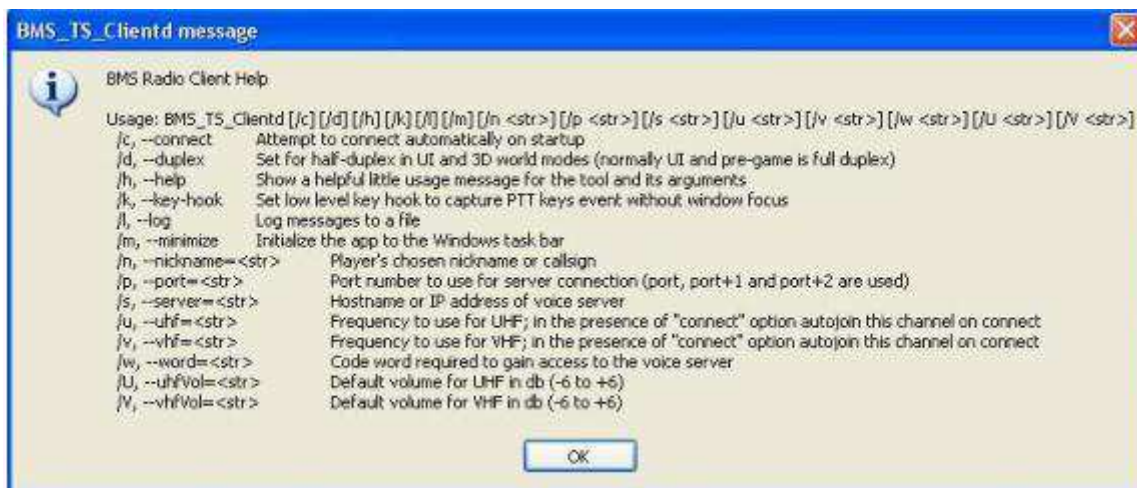 BMS_TS_Clientd message
BMS Radio Client Help
Usage: BMS_TS_Clientd [/c] [/d] [/h] [/k] [/l] [/m] [/n <str>] [/p <str>] [/s <str>] [/u <str>] [/v <str>] [/w <str>] [/U <str>] [/V <str>]
/c, --connect Attempt to connect automatically on startup
/d, --duplex Set for half-duplex in UI and 3D world modes (normally UI and pre-game is full duplex)
/h, --help Show a helpful little usage message for the tool and its arguments
/k, --key-hook Set low level key hook to capture PTT keys event without window focus
/l, --log Log messages to a file
/m, --minimize Initialize the app to the Windows task bar
/n, --nickname=<str> Player's chosen nickname or callsign
/p, --port=<str> Port number to use for server connection (port, port+1 and port+2 are used)
/s, --server=<str> Hostname or IP address of voice server
/u, --uhf=<str> Frequency to use for UHF; in the presence of "connect" option autojoin this channel on connect
/v, --vhf=<str> Frequency to use for VHF; in the presence of "connect" option autojoin this channel on connect
/w, --word=<str> Code word required to gain access to the voice server
/U, --uhfVol=<str> Default volume for UHF in db (-6 to +6)
/V, --vhfVol=<str> Default volume for VHF in db (-6 to +6)
OK